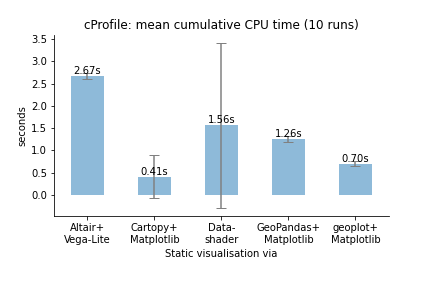 cProfile: mean cumulative CPU time (10 runs)
3.5
3.0
2.5
2.0
1.5
1.0
0.5
0.0
seconds
2.67s
0.41s
1.56s
1.26s
0.70s
Altair+
Vega-Lite
Cartopy+
Matplotlib
Data-
shader
GeoPandas+
Matplotlib
geoplot+
Matplotlib
Static visualisation via